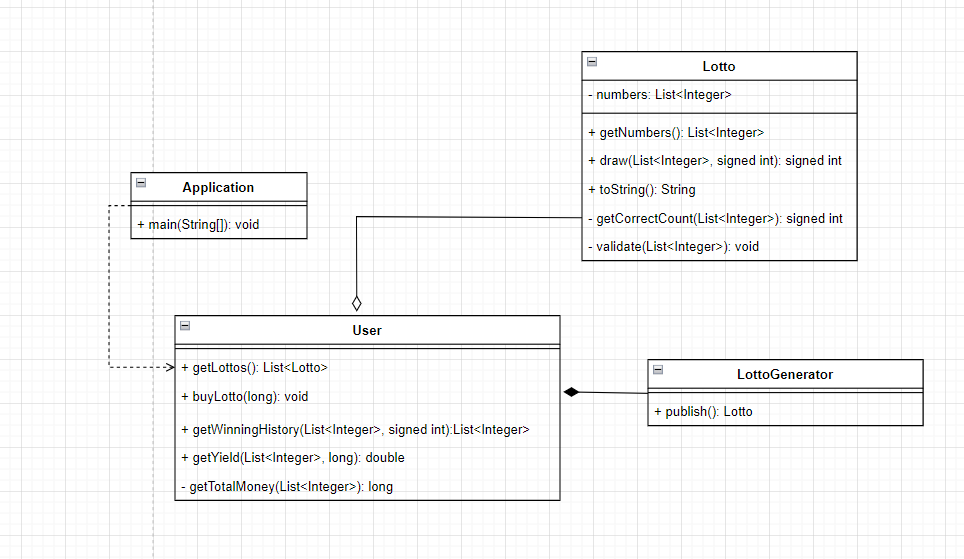 Lotto
- numbers: List<Integer>
+ getNumbers(): List<Integer>
+ draw(List<Integer>, signed int): signed int
+ toString(): String
- getCorrectCount(List<Integer>): signed int
- validate(List<Integer>): void
Application
+ main(String[]): void
User
+ getLottos(): List<Lotto>
+ buyLotto(long): void
+ getWinningHistory(List<Integer>, signed int):List<Integer>
+ getYield(List<Integer>, long): double
- getTotalMoney(List<Integer>): long
LottoGenerator
+ publish(): Lotto